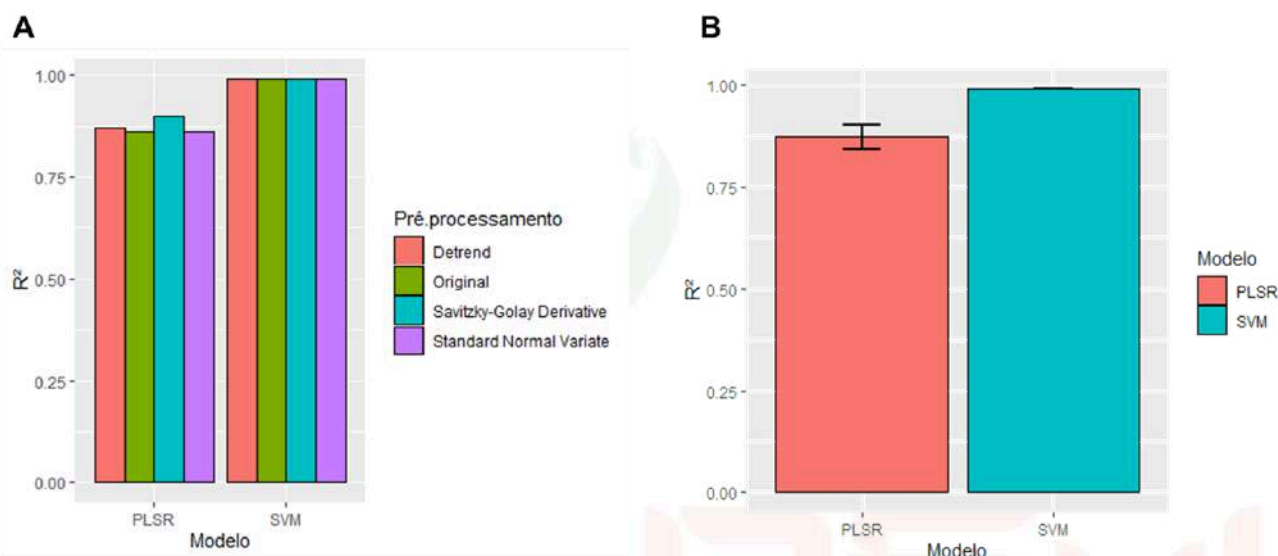 A
1.00
0.75
0.50
0.25
0.00
R²
PLSR
SVM
Modelo
Pré.processamento
Detrend
Original
Savitzky-Golay Derivative
Standard Normal Variate
B
1.00
0.75
0.50
0.25
0.00
R²
PLSR
SVM
Modelo
Modelo
PLSR
SVM